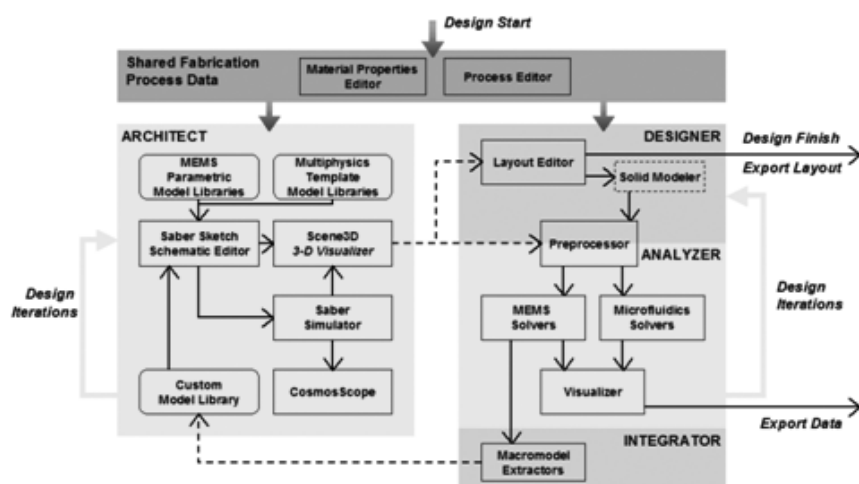 Design Start
Shared Fabrication
Process Data
Material Properties
Editor
Process Editor
ARCHITECT
DESIGNER
MEMS
Parametric
Model Libraries
Multiphysics
Template
Model Libraries
Layout Editor
Design Finish
Export Layout
Solid Modeler
Saber Sketch
Schematic Editor
Scene3D
3-D Visualizer
Preprocessor
ANALYZER
Design
Iterations
Saber
Simulator
MEMS
Solvers
Microfluidics
Solvers
Design
Iterations
Custom
Model Library
CosmosScope
Visualizer
Export Data
INTEGRATOR
Macromodel
Extractors